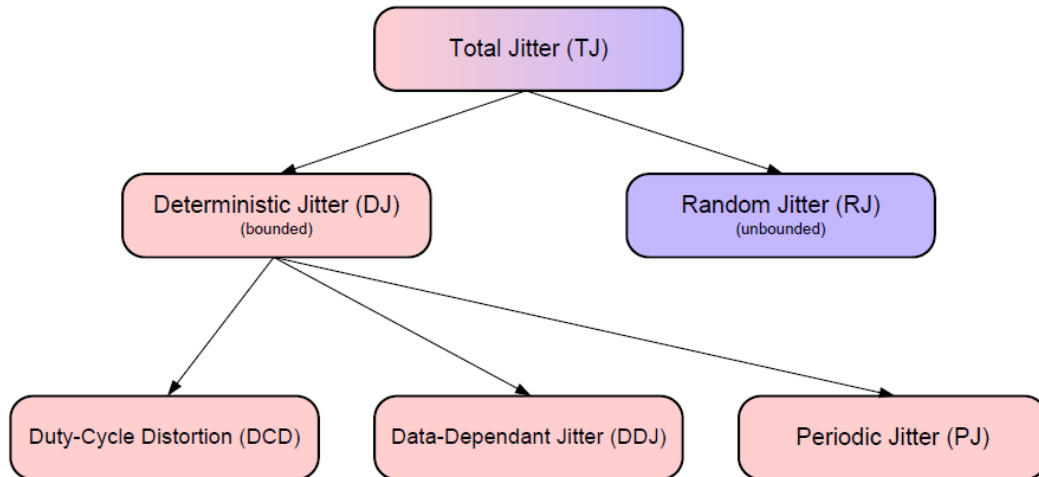 Total Jitter (TJ)
Deterministic Jitter (DJ)
(bounded)
Random Jitter (RJ)
(unbounded)
Duty-Cycle Distortion (DCD)
Data-Dependant Jitter (DDJ)
Periodic Jitter (PJ)